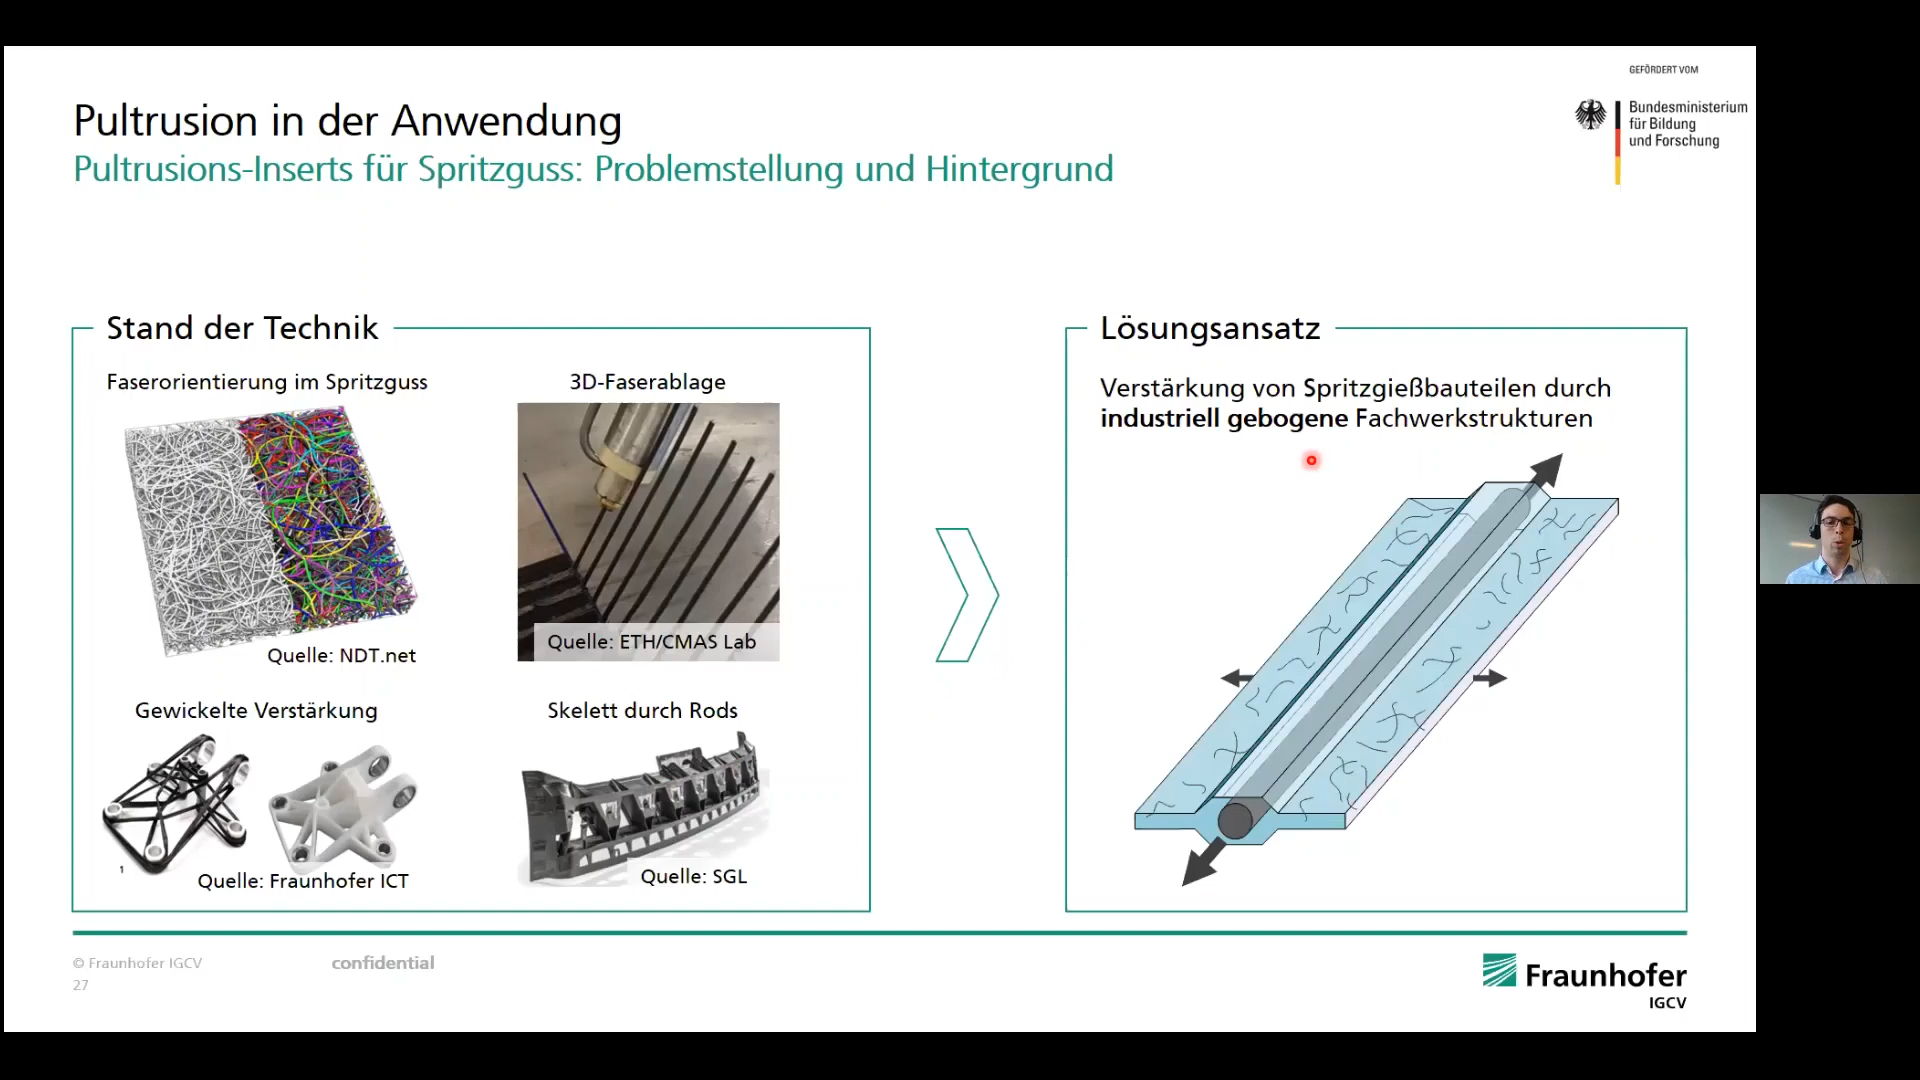 GEFÖRDERT VOM
Bundesministerium
für Bildung
und Forschung
Pultrusion in der Anwendung
Pultrusions-Inserts für Spritzguss: Problemstellung und Hintergrund
Stand der Technik
Faserorientierung im Spritzguss
3D-Faserablage
Quelle: NDT.net
Quelle: ETH/CMAS Lab
Gewickelte Verstärkung
Skelett durch Rods
1
Quelle: Fraunhofer ICT
Quelle: SGL
Lösungsansatz
Verstärkung von Spritzgießbauteilen durch
industriell gebogene Fachwerkstrukturen
© Fraunhofer IGCV
confidential
27
Fraunhofer
IGCV